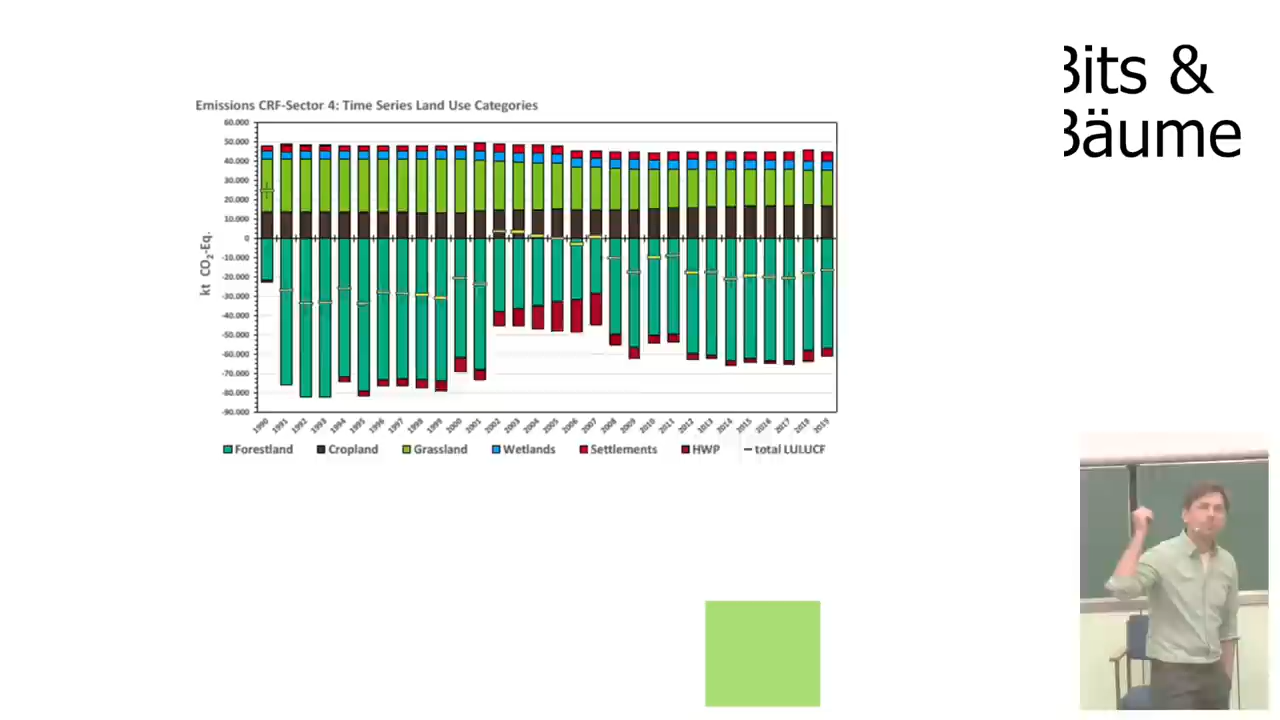 Bits &
Bäume
Emissions CRF-Sector 4: Time Series Land Use Categories
kt CO₂-Eq.
60.000
50.000
40.000
30.000
20.000
10.000
0
-10.000
-20.000
-30.000
-40.000
-50.000
-60.000
-70.000
-80.000
-90.000
1990 1991 1992 1993 1994 1995 1996 1997 1998 1999 2000 2001 2002 2003 2004 2005 2006 2007 2008 2009 2010 2011 2012 1013 2014 2015 2016 2017 2018 2019
Forestland Cropland Grassland Wetlands Settlements HWP total LULUCF